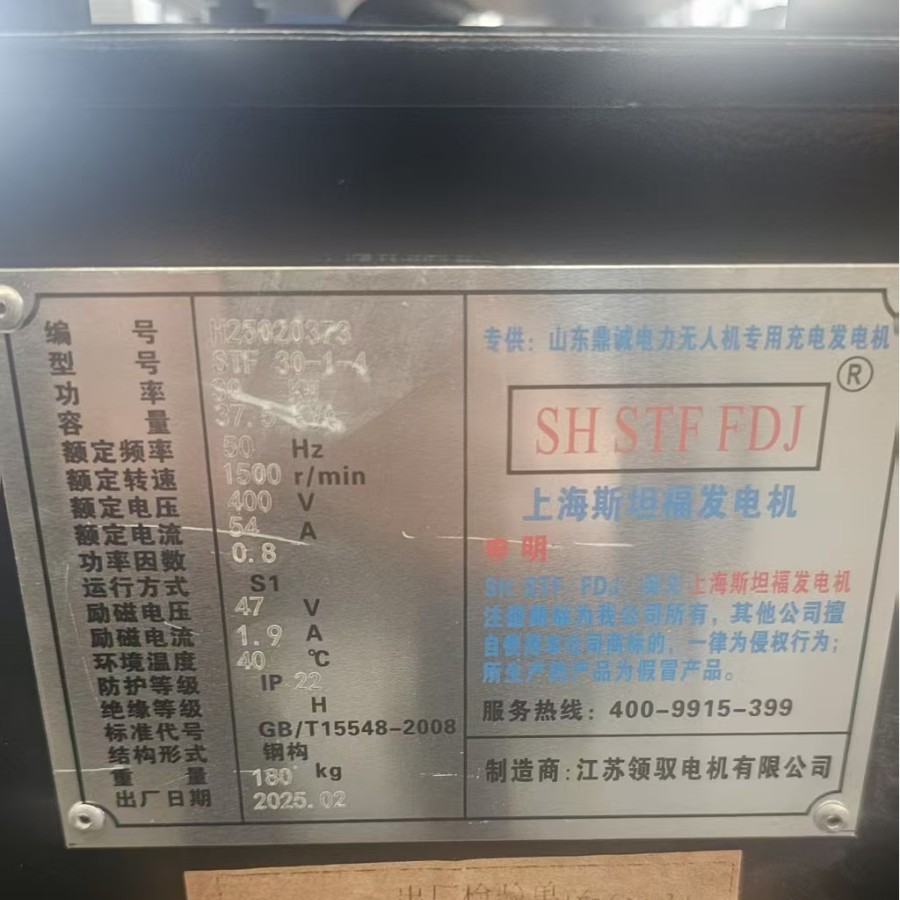 编号 H25020373
型号 STF 30-1-4
功率 30 kW
容量 37.5 kVA
额定频率 50 Hz
额定转速 1500 r/min
额定电压 400 V
额定电流 54 A
功率因数 0.8
运行方式 S1
励磁电压 47 V
励磁电流 1.9 A
环境温度 40 ℃
防护等级 IP 22
绝缘等级 H
标准代号 GB/T15548-2008
结构形式 钢构
重量 180 kg
出厂日期 2025.02
专供：山东鼎诚电力无人机专用充电发电机
®
SH STF FDJ
上海斯坦福发电机
申明
SH STF FDJ 上海斯坦福发电机
注册商标为我公司所有，其他公司擅
自使用本公司商标的，一律为侵权行为；
所生产的产品为假冒产品。
服务热线：400-9915-399
制造商：江苏领驭电机有限公司